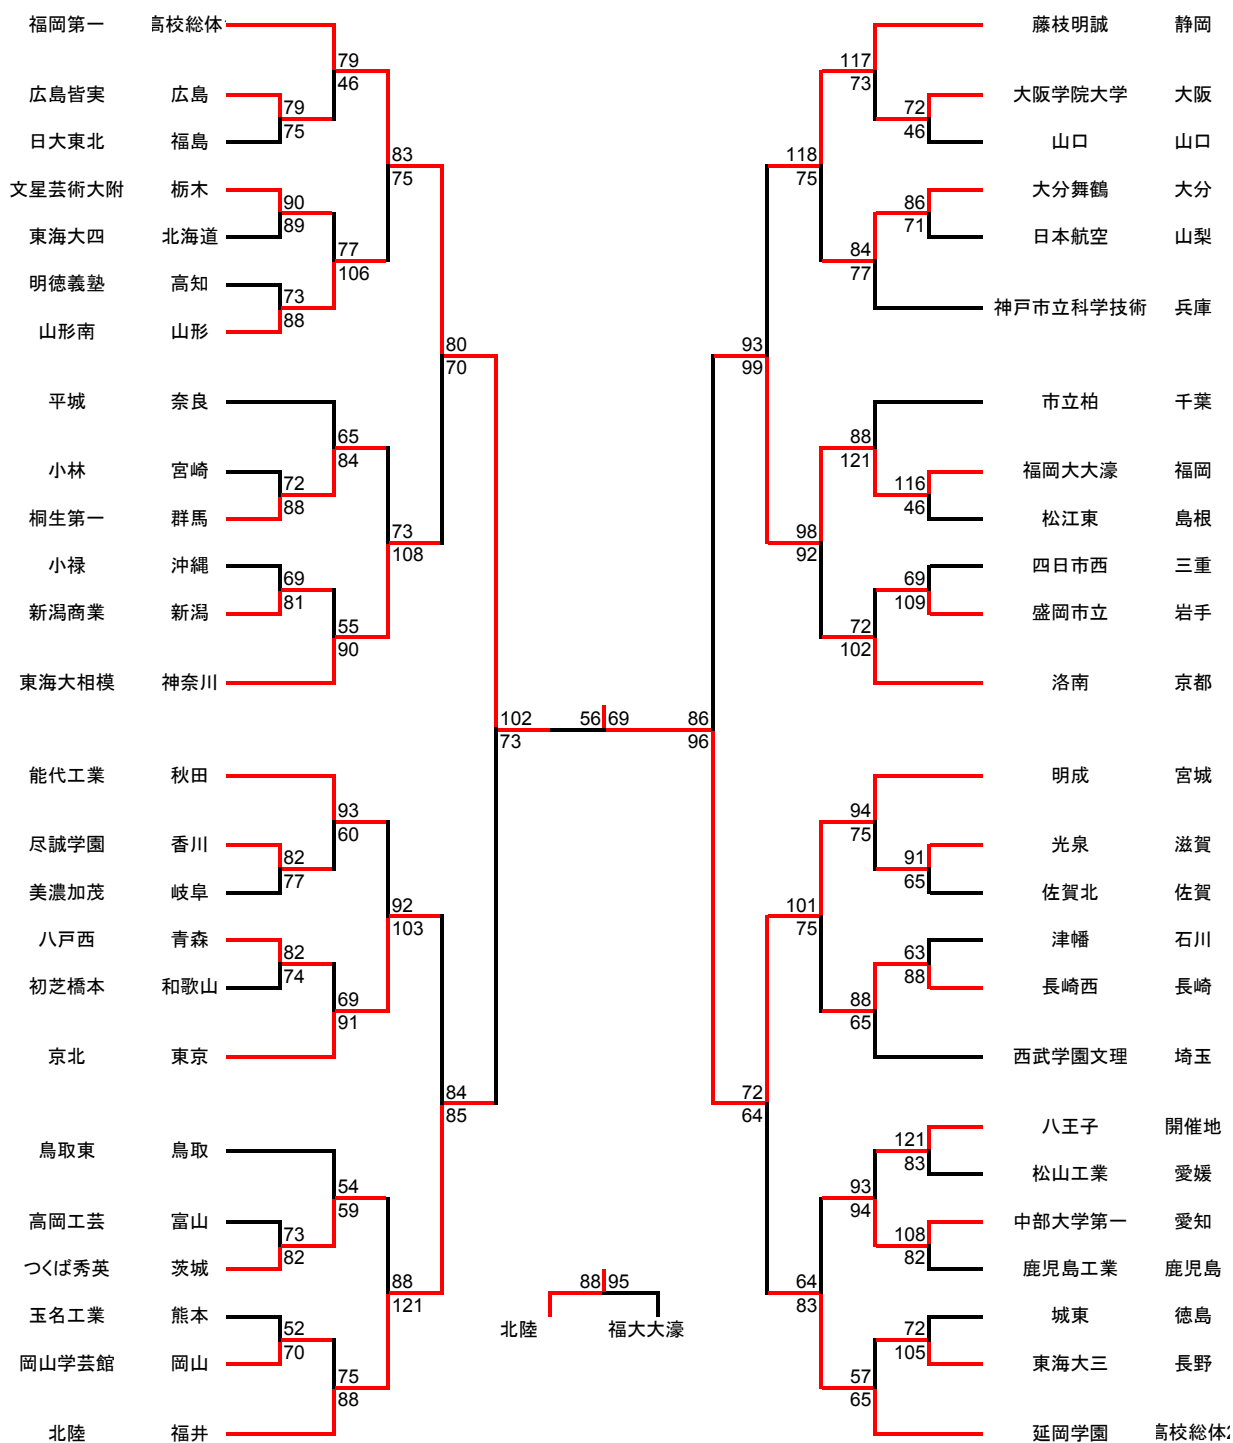 福岡第一 高校総体
79
46
広島皆実 広島
79
75
日大東北 福島
83
75
文星芸術大附 栃木
90
89
東海大四 北海道
77
106
明徳義塾 高知
73
88
山形南 山形
80
70
平城 奈良
65
84
小林 宮崎
72
88
桐生第一 群馬
73
108
小禄 沖縄
69
81
新潟商業 新潟
55
90
東海大相模 神奈川
102
73
能代工業 秋田
93
60
尽誠学園 香川
82
77
美濃加茂 岐阜
92
103
八戸西 青森
82
74
初芝橋本 和歌山
69
91
京北 東京
84
85
鳥取東 鳥取
54
59
高岡工芸 富山
73
82
つくば秀英 茨城
88
121
玉名工業 熊本
52
70
岡山学芸館 岡山
75
88
北陸 福井
56 69
88 95
北陸 福大大濠
藤枝明誠 静岡
117
73
大阪学院大学 大阪
72
46
山口 山口
118
75
大分舞鶴 大分
86
71
日本航空 山梨
84
77
神戸市立科学技術 兵庫
93
99
市立柏 千葉
88
121
福岡大大濠 福岡
116
46
松江東 島根
98
92
四日市西 三重
69
109
盛岡市立 岩手
72
102
洛南 京都
86
96
明成 宮城
94
75
光泉 滋賀
91
65
佐賀北 佐賀
101
75
津幡 石川
63
88
長崎西 長崎
88
65
西武学園文理 埼玉
72
64
八王子 開催地
121
83
松山工業 愛媛
93
94
中部大学第一 愛知
108
82
鹿児島工業 鹿児島
64
83
城東 徳島
72
105
東海大三 長野
57
65
延岡学園 高校総体2